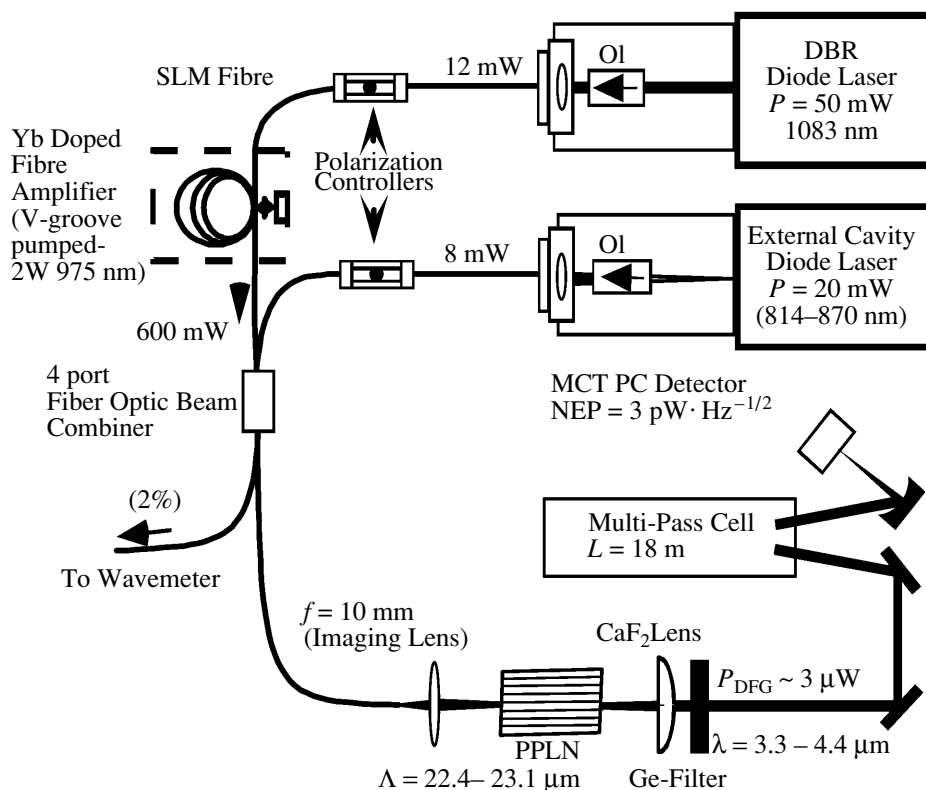 DBR
Diode Laser
P = 50 mW
1083 nm
Ol
12 mW
SLM Fibre
Yb Doped
Fibre
Amplifier
(V-groove
pumped-
2W 975 nm)
Polarization
Controllers
External Cavity
Diode Laser
P = 20 mW
(814–870 nm)
Ol
8 mW
600 mW
4 port
Fiber Optic Beam
Combiner
MCT PC Detector
NEP = 3 pW·Hz−1/2
(2%)
To Wavemeter
Multi-Pass Cell
L = 18 m
f = 10 mm
(Imaging Lens)
CaF2Lens
PDFG ~ 3 μW
PPLN
λ = 3.3 – 4.4 μm
Λ = 22.4– 23.1 μm
Ge-Filter